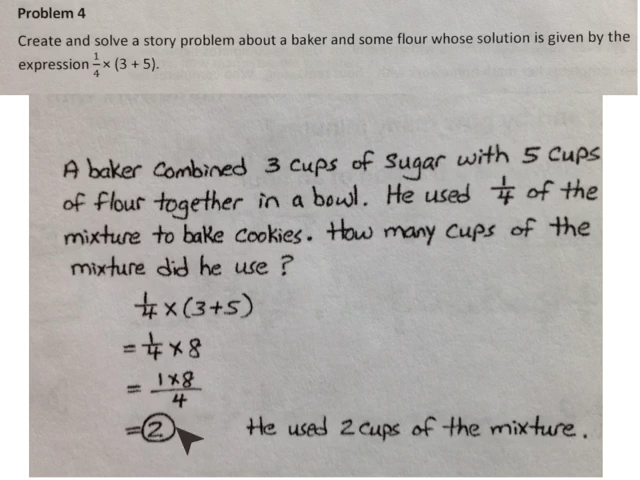 Problem 4
Create and solve a story problem about a baker and some flour whose solution is given by the
expression 1/4 × (3 + 5).
A baker Combined 3 cups of Sugar with 5 cups
of flour together in a bowl. He used 1/4 of the
mixture to bake cookies. How many cups of the
mixture did he use ?
1/4 × (3+5)
= 1/4 × 8
= 1×8/4
= 2 He used 2 cups of the mixture.